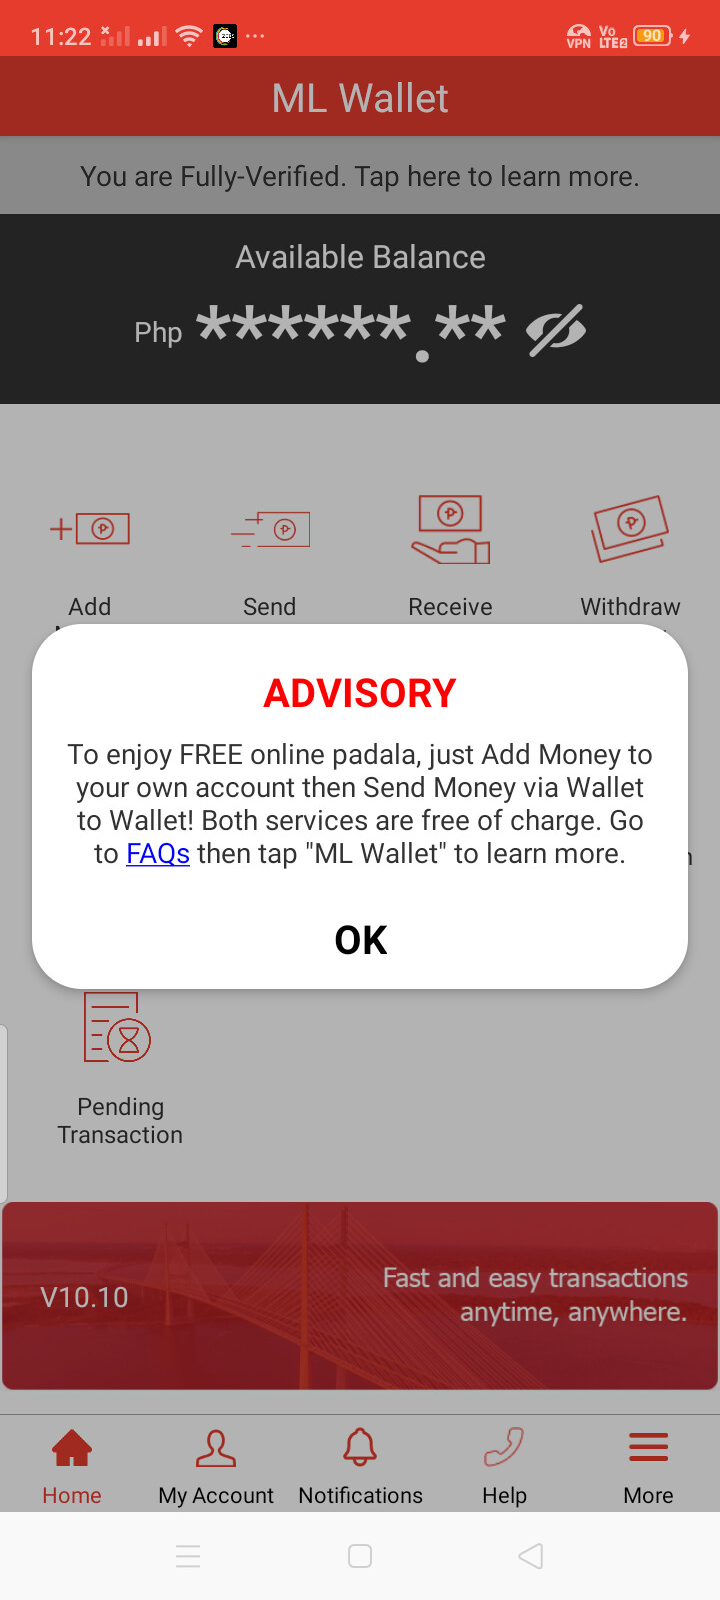 11:22
VPN
Vo
LTE2
90
ML Wallet
You are Fully-Verified. Tap here to learn more.
Available Balance
Php ******.**
Add
Send
Receive
Withdraw
ADVISORY
To enjoy FREE online padala, just Add Money to
your own account then Send Money via Wallet
to Wallet! Both services are free of charge. Go
to FAQs then tap "ML Wallet" to learn more.
OK
Pending
Transaction
V10.10
Fast and easy transactions
anytime, anywhere.
Home
My Account
Notifications
Help
More